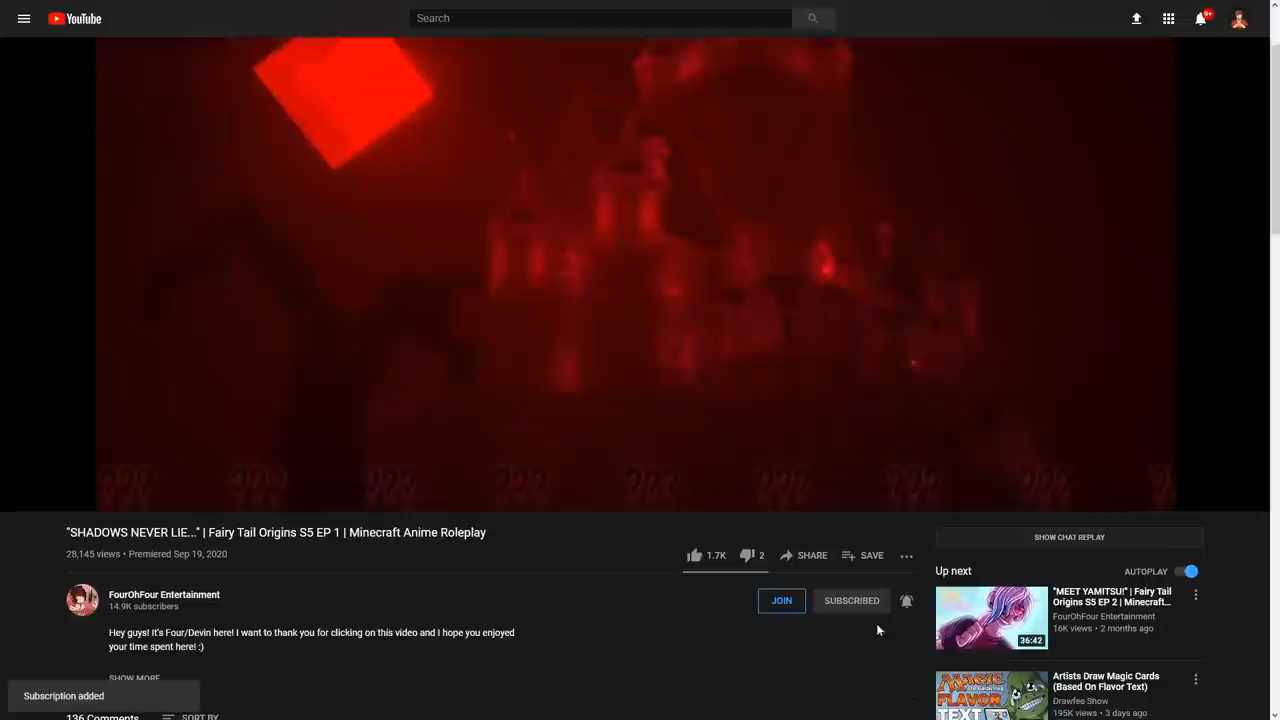 YouTube
Search
9+
"SHADOWS NEVER LIE..." | Fairy Tail Origins S5 EP 1 | Minecraft Anime Roleplay
28,145 views • Premiered Sep 19, 2020
1.7K
2
SHARE
SAVE
FourOhFour Entertainment
14.9K subscribers
JOIN
SUBSCRIBED
Hey guys! It's Four/Devin here! I want to thank you for clicking on this video and I hope you enjoyed
your time spent here! :)
SHOW MORE
Subscription added
136 Comments
SORT BY
SHOW CHAT REPLAY
Up next
AUTOPLAY
36:42
"MEET YAMITSU!" | Fairy Tail
Origins S5 EP 2 | Minecraft...
FourOhFour Entertainment
16K views • 2 months ago
MAGIC
FLAVOR
TEXT
Artists Draw Magic Cards
(Based On Flavor Text)
Drawfee Show
195K views • 3 days ago